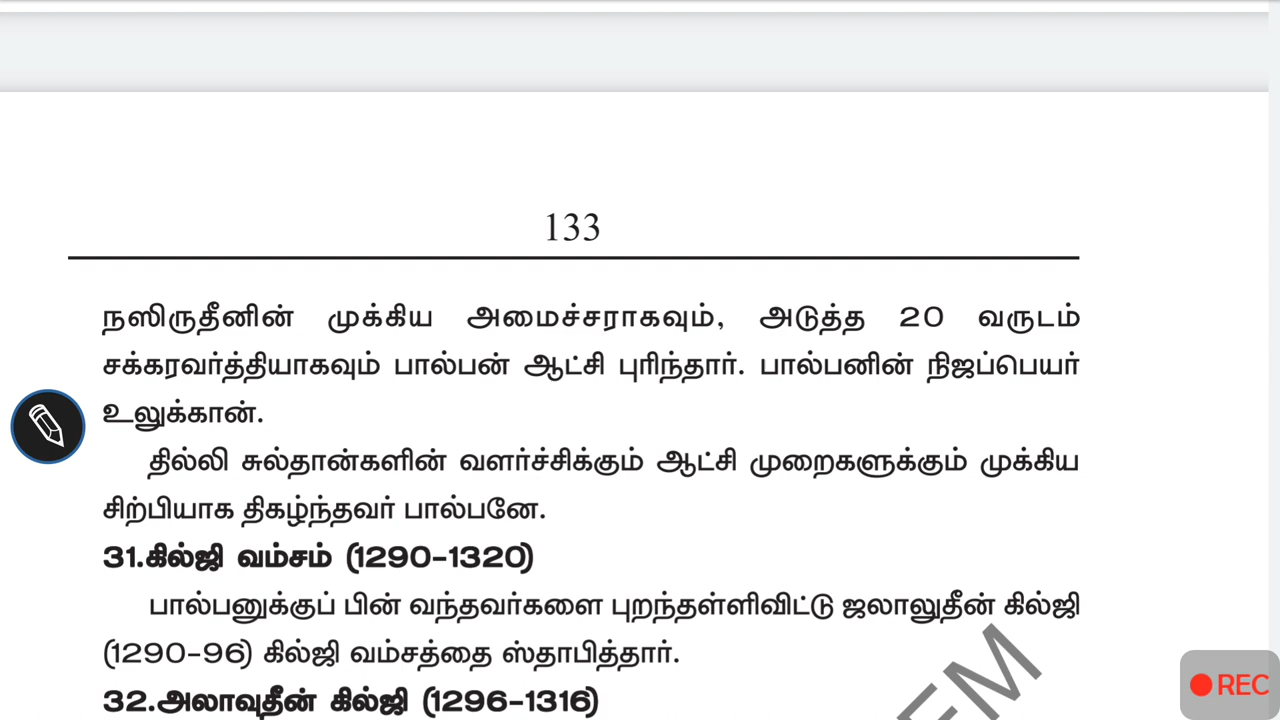 133
நஸிருதீனின் முக்கிய அமைச்சராகவும், அடுத்த 20 வருடம்
சக்கரவர்த்தியாகவும் பால்பன் ஆட்சி புரிந்தார். பால்பனின் நிஜப்பெயர்
உலுக்கான்.
தில்லி சுல்தான்களின் வளர்ச்சிக்கும் ஆட்சி முறைகளுக்கும் முக்கிய
சிற்பியாக திகழ்ந்தவர் பால்பனே.
31.கில்ஜி வம்சம் (1290-1320)
பால்பனுக்குப் பின் வந்தவர்களை புறந்தள்ளிவிட்டு ஜலாலுதீன் கில்ஜி
(1290-96) கில்ஜி வம்சத்தை ஸ்தாபித்தார்.
32.அலாவுதீன் கில்ஜி (1296-1316)
REC